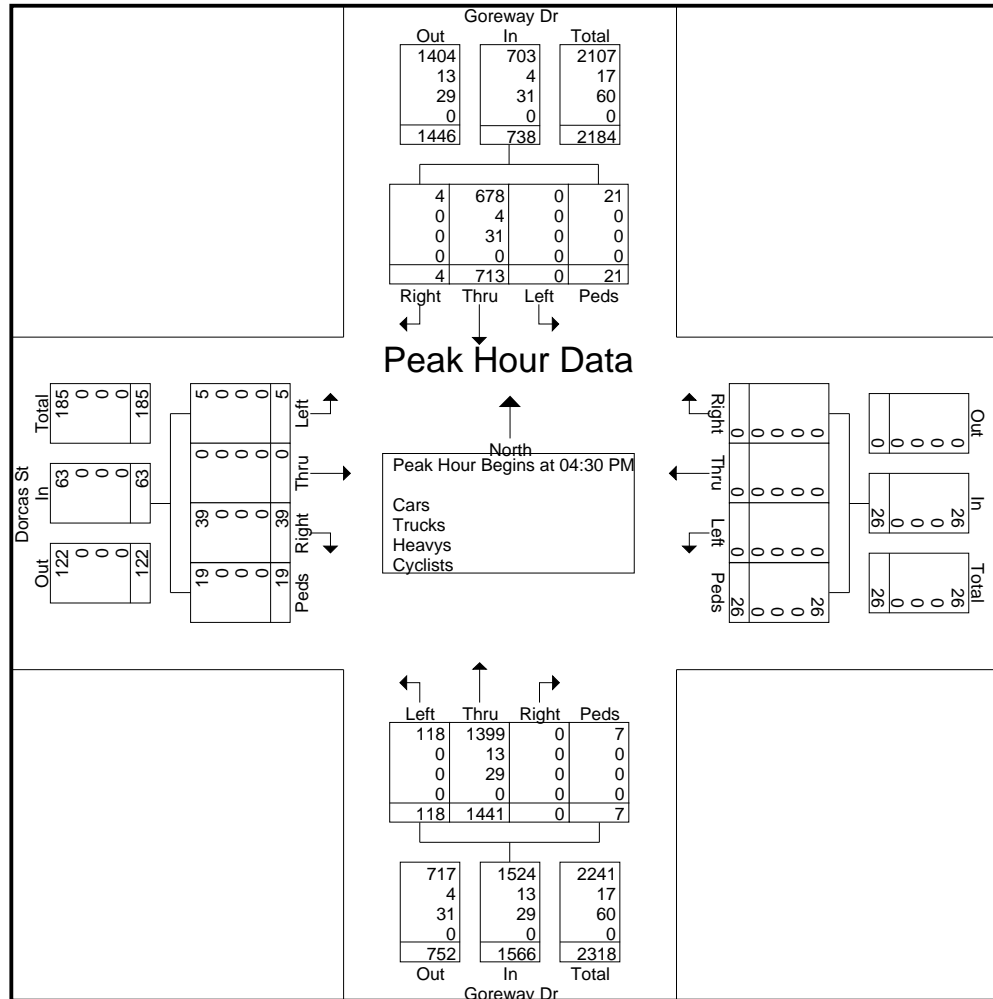 Goreway Dr
Out In Total
1404 703 2107
13 4 17
29 31 60
0 0 0
1446 738 2184
4 678 0 21
0 4 0 0
0 31 0 0
0 0 0 0
4 713 0 21
Right Thru Left Peds
Peak Hour Data
North
Peak Hour Begins at 04:30 PM
Cars
Trucks
Heavys
Cyclists
Dorcas St
Total
185 0 0 0 185
In
63 0 0 0 63
Out
122 0 0 0 122
Left
5 0 0 0 5
Thru
0 0 0 0 0
Right
39 0 0 0 39
Peds
19 0 0 0 19
Right
0 0 0 0 0
Thru
0 0 0 0 0
Left
0 0 0 0 0
Peds
26 0 0 0 26
Out
0 0 0 0 0
In
26 0 0 0 26
Total
26 0 0 0 26
Left Thru Right Peds
118 1399 0 7
0 13 0 0
0 29 0 0
0 0 0 0
118 1441 0 7
717 1524 2241
4 13 17
31 29 60
0 0 0
752 1566 2318
Out In Total
Goreway Dr